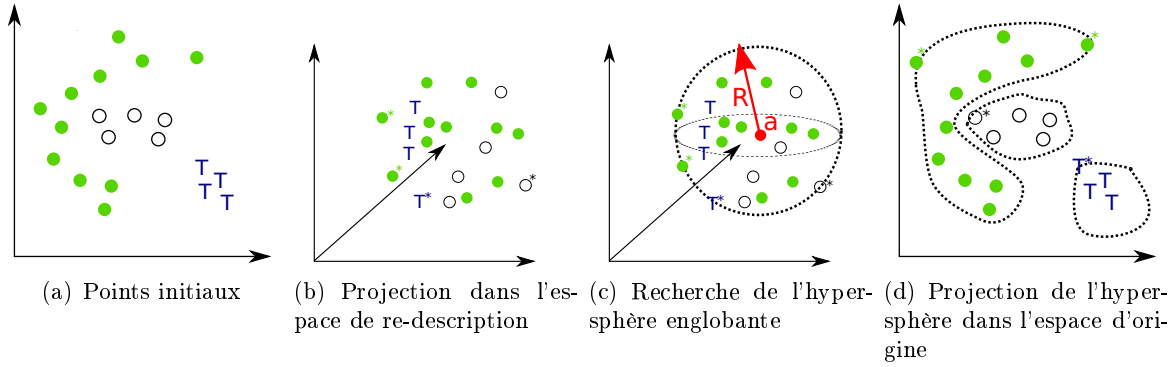 T
T
T
T
T
(a) Points initiaux
*
T
T
T
*
*
T*
(b) Projection dans l'es-
pace de re-description
R
a
*
T
T
T
*
*
T*
(c) Recherche de l'hyper-
sphère englobante
*
*
*
T*
T
T
T
(d) Projection de l'hyper-
sphère dans l'espace d'ori-
gine